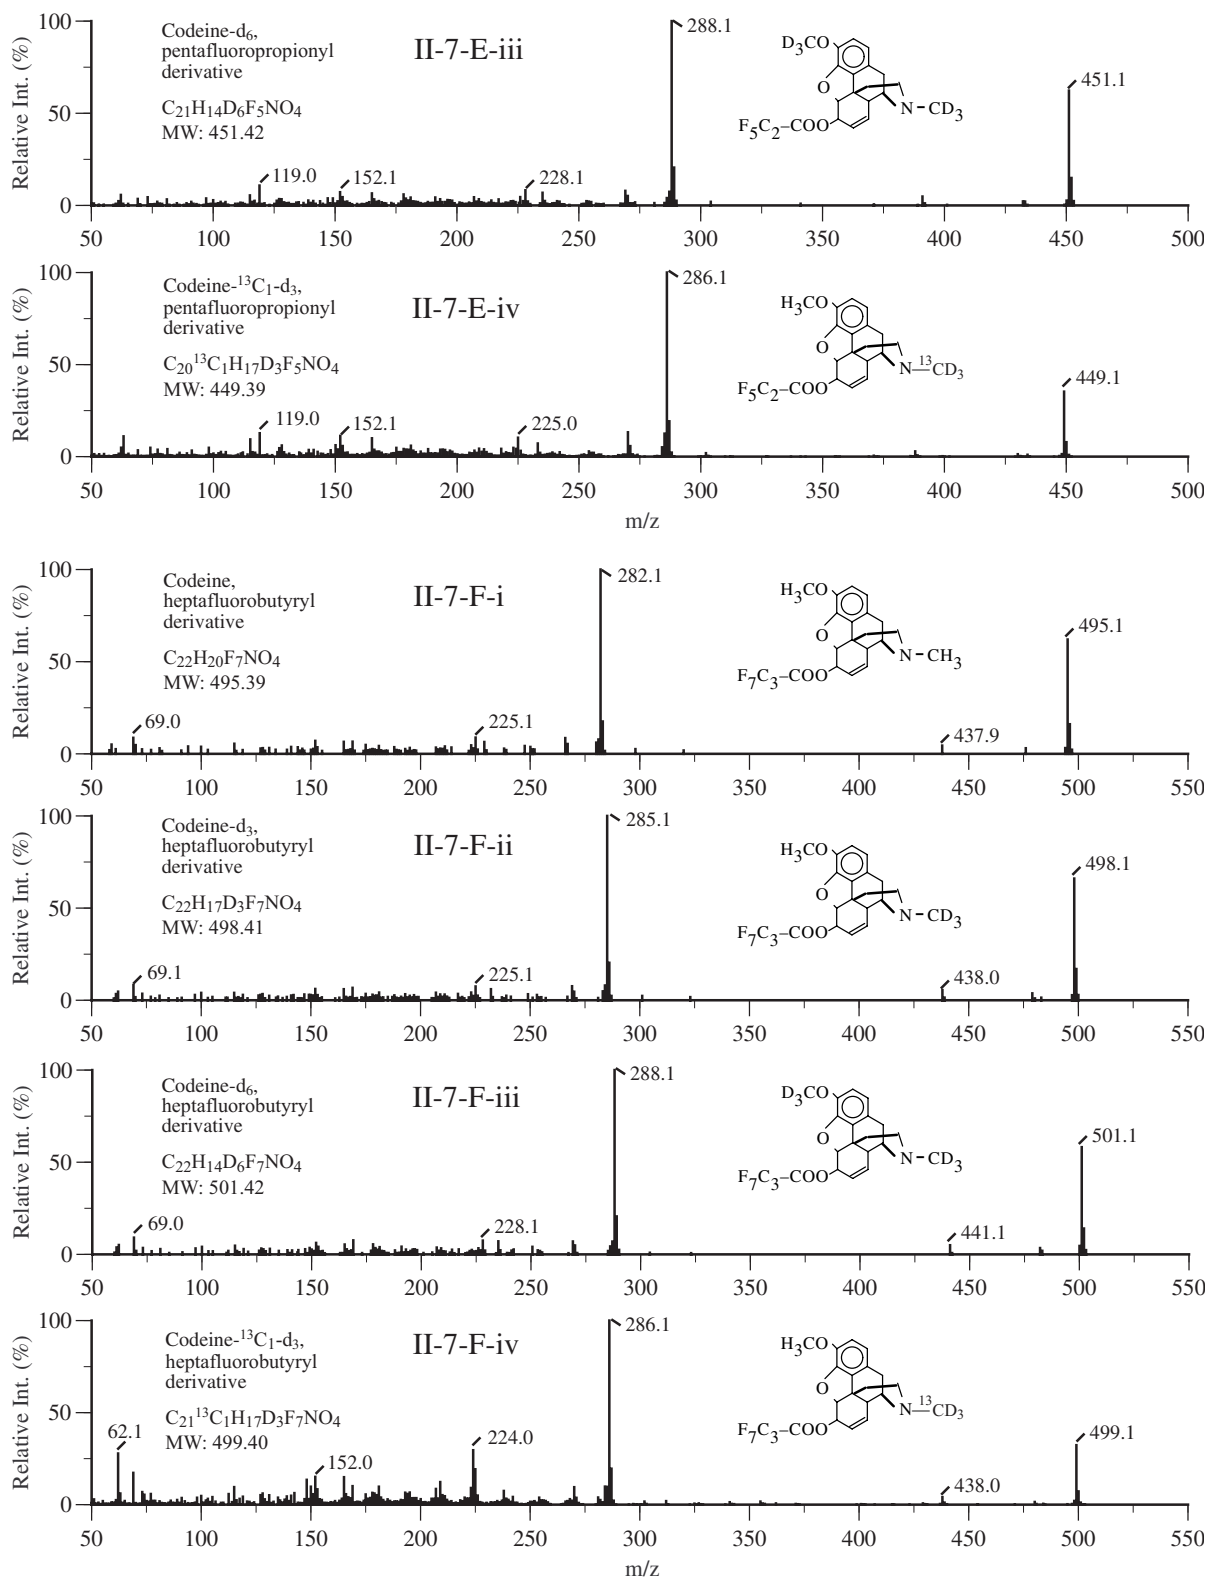 Relative Int. (%)
100
50
0
Codeine-d6,
pentafluoropropionyl
derivative
C21H14D6F5NO4
MW: 451.42
II-7-E-iii
119.0
152.1
228.1
288.1
451.1
D3CO
O
N
CD3
F5C2–COO
50 100 150 200 250 300 350 400 450 500
Relative Int. (%)
100
50
0
Codeine-13C1-d3,
pentafluoropropionyl
derivative
C20 13C1H17D3F5NO4
MW: 449.39
II-7-E-iv
119.0
152.1
225.0
286.1
449.1
H3CO
O
N
13CD3
F5C2–COO
50 100 150 200 250 300 350 400 450 500
m/z
Relative Int. (%)
100
50
0
Codeine,
heptafluorobutyryl
derivative
C22H20F7NO4
MW: 495.39
II-7-F-i
69.0
225.1
282.1
437.9
495.1
H3CO
O
N
CH3
F7C3–COO
50 100 150 200 250 300 350 400 450 500 550
Relative Int. (%)
100
50
0
Codeine-d3,
heptafluorobutyryl
derivative
C22H17D3F7NO4
MW: 498.41
II-7-F-ii
69.1
225.1
285.1
438.0
498.1
H3CO
O
N
CD3
F7C3–COO
50 100 150 200 250 300 350 400 450 500 550
Relative Int. (%)
100
50
0
Codeine-d6,
heptafluorobutyryl
derivative
C22H14D6F7NO4
MW: 501.42
II-7-F-iii
69.0
228.1
288.1
441.1
501.1
D3CO
O
N
CD3
F7C3–COO
50 100 150 200 250 300 350 400 450 500 550
Relative Int. (%)
100
50
0
Codeine-13C1-d3,
heptafluorobutyryl
derivative
C21 13C1H17D3F7NO4
MW: 499.40
II-7-F-iv
62.1
152.0
224.0
286.1
438.0
499.1
H3CO
O
N
13CD3
F7C3–COO
50 100 150 200 250 300 350 400 450 500 550
m/z